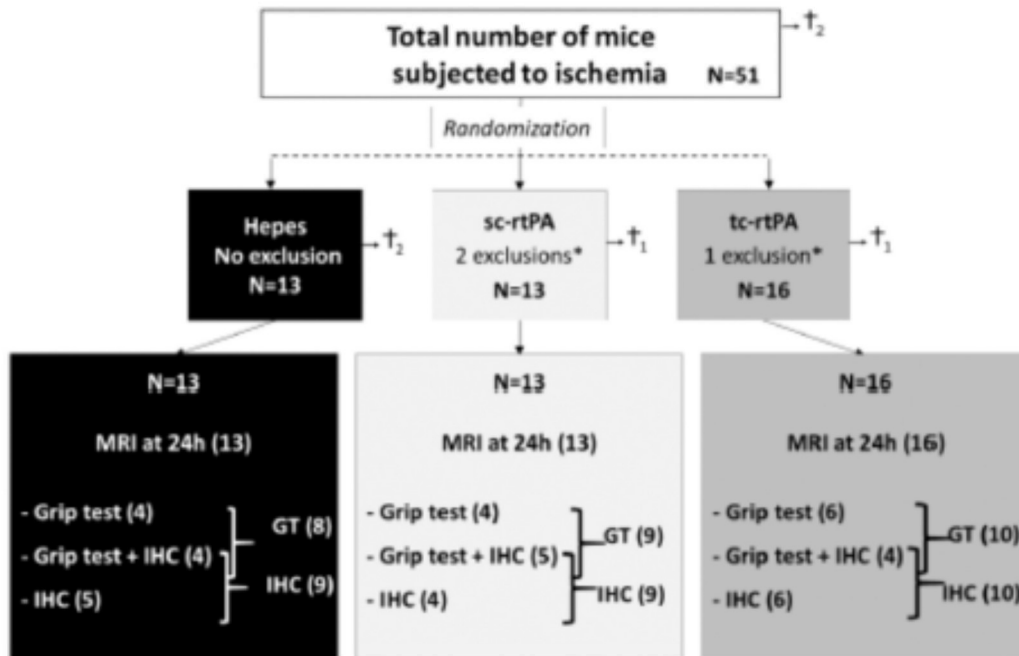 Total number of mice
subjected to ischemia N=51
†2
Randomization
Hepes
No exclusion
N=13
†2
sc-rtPA
2 exclusions*
N=13
†1
tc-rtPA
1 exclusion*
N=16
†1
N=13
MRI at 24h (13)
- Grip test (4)
- Grip test + IHC (4)
- IHC (5)
GT (8)
IHC (9)
N=13
MRI at 24h (13)
- Grip test (4)
- Grip test + IHC (5)
- IHC (4)
GT (9)
IHC (9)
N=16
MRI at 24h (16)
- Grip test (6)
- Grip test + IHC (4)
- IHC (6)
GT (10)
IHC (10)